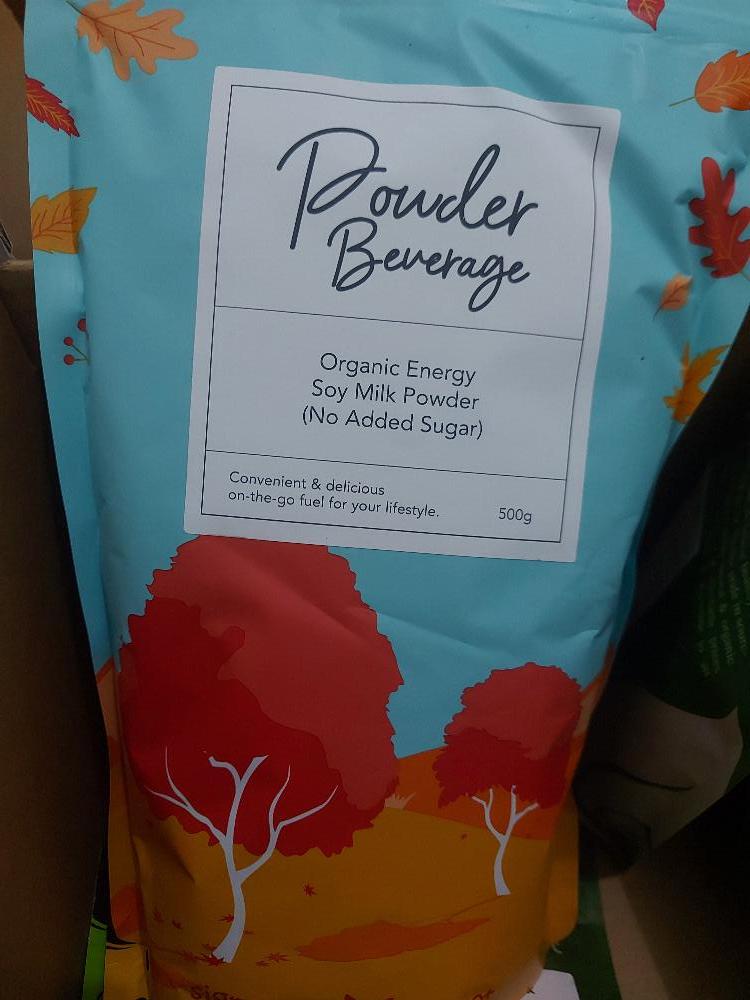 Powder
Beverage
Organic Energy
Soy Milk Powder
(No Added Sugar)
Convenient & delicious
on-the-go fuel for your lifestyle.
500g